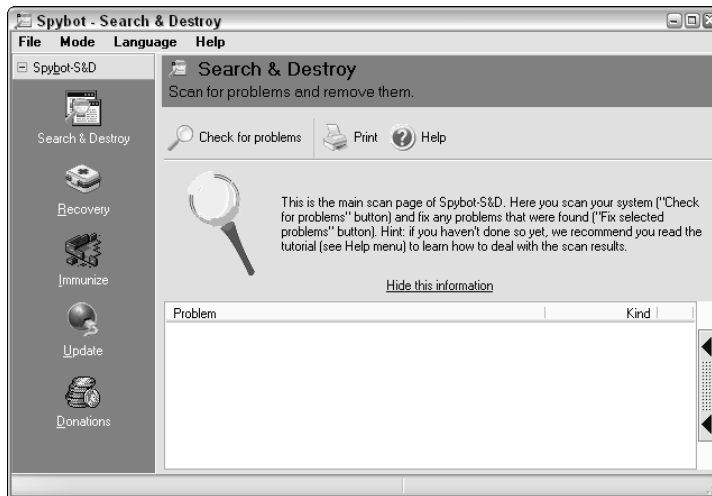 Spybot - Search & Destroy
File Mode Language Help
Spybot-S&D
Search & Destroy
Scan for problems and remove them.
Search & Destroy
Recovery
Immunize
Update
Donations
Check for problems Print Help
This is the main scan page of Spybot-S&D. Here you scan your system ("Check
for problems" button) and fix any problems that were found ("Fix selected
problems" button). Hint: if you haven't done so yet, we recommend you read the
tutorial (see Help menu) to learn how to deal with the scan results.
Hide this information
Problem Kind